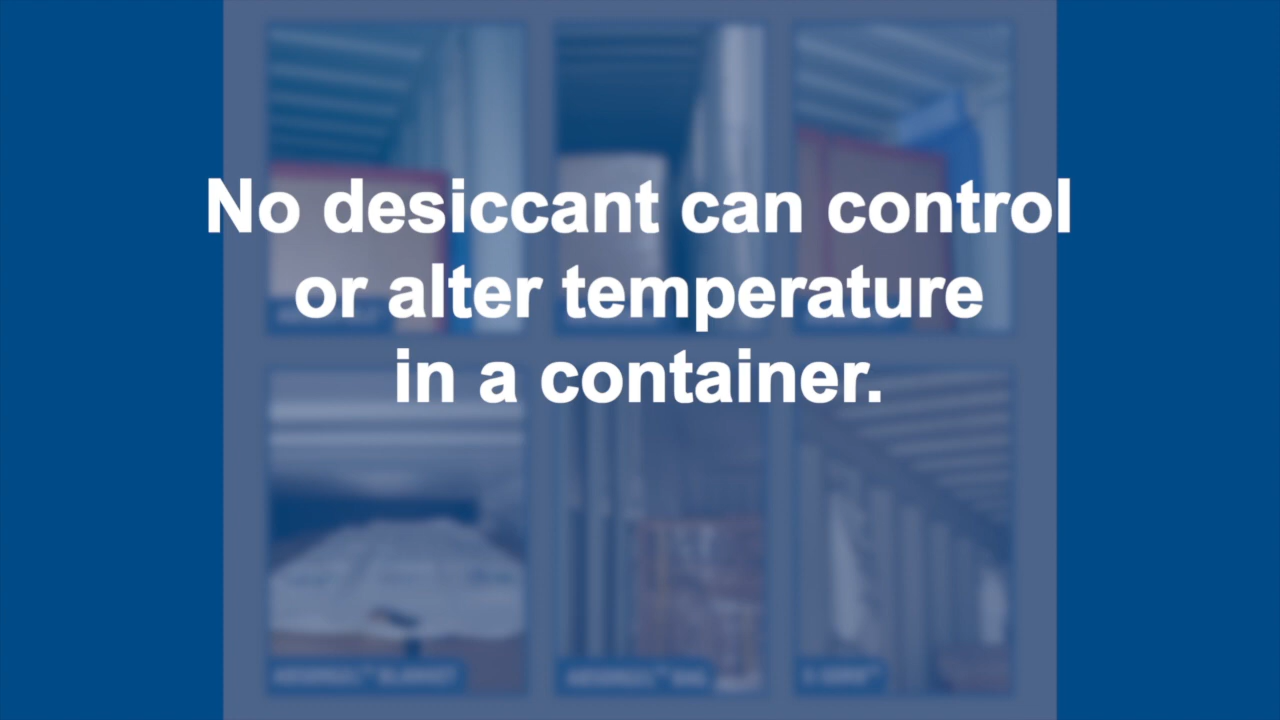 No desiccant can control
or alter temperature
in a container.